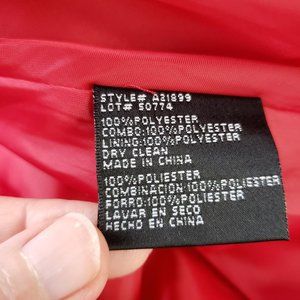 STYLE# A21899
LOT# 50774
100%POLYESTER
COMBO:100%POLYESTER
LINING:100%POLYESTER
DRY CLEAN
MADE IN CHINA
100%POLIESTER
COMBINACION:100%POLIESTER
FORRO:100%POLIESTER
LAVAR EN SECO
HECHO EN CHINA